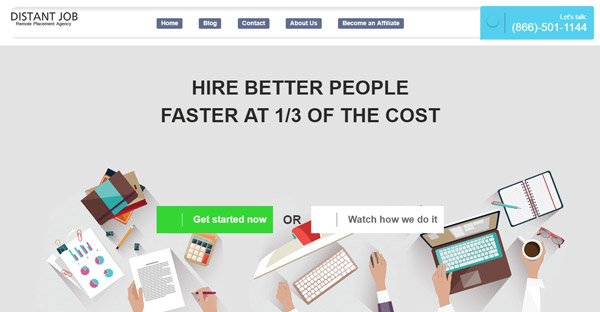 DISTANT JOB
Remote Placement Agency
Home
Blog
Contact
About Us
Become an Affiliate
Let's talk:
(866)-501-1144
HIRE BETTER PEOPLE
FASTER AT 1/3 OF THE COST
Get started now
OR
Watch how we do it